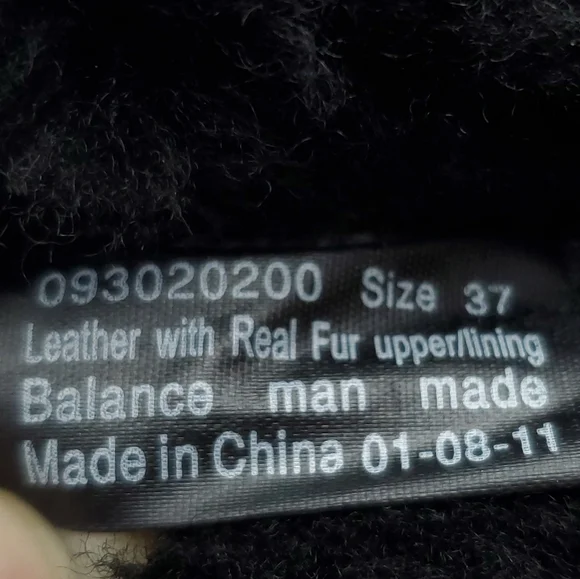 093020200 Size 37
Leather with Real Fur upper/lining
Balance man made
Made in China 01-08-11